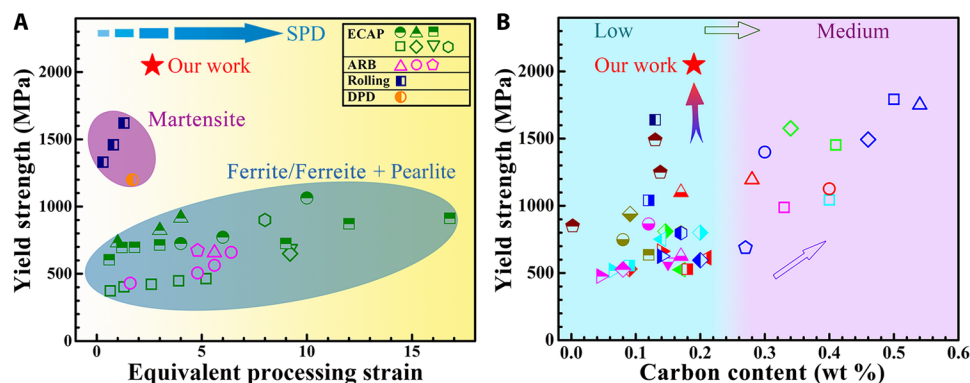 A
Yield strength (MPa)
2000
1500
1000
500
0
0
5
10
15
Equivalent processing strain
SPD
Our work
Martensite
Ferrite/Ferreite + Pearlite
ECAP
ARB
Rolling
DPD
B
Yield strength (MPa)
2000
1500
1000
500
0
0.0
0.1
0.2
0.3
0.4
0.5
0.6
Carbon content (wt %)
Low
Medium
Our work